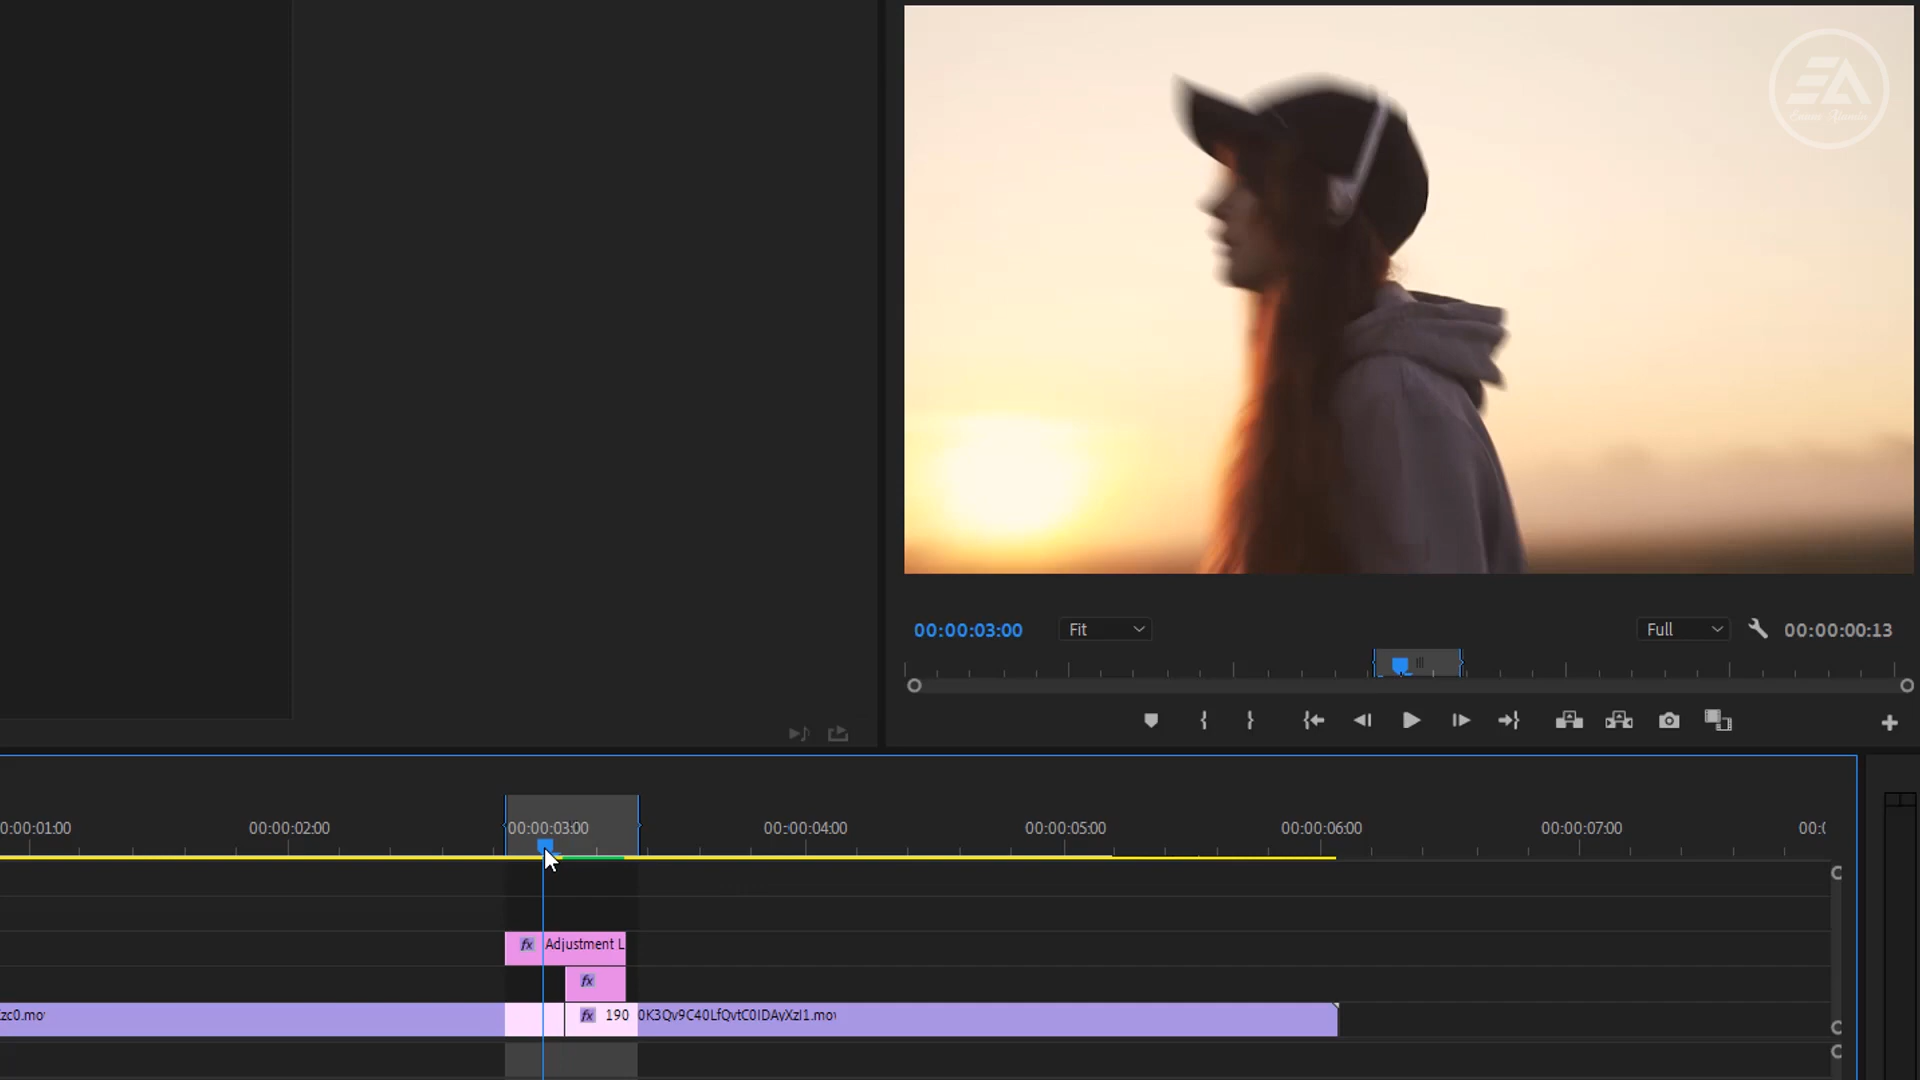 EA
00:00:03:00
Fit
Full
00:00:00:13
0:00:01:00
00:00:02:00
00:00:03:00
00:00:04:00
00:00:05:00
00:00:06:00
00:00:07:00
00:(
fx Adjustment L
fx
zc0.mo
fx 190
0K3Qv9C40LfQvtC0IDAyXzI1.mo